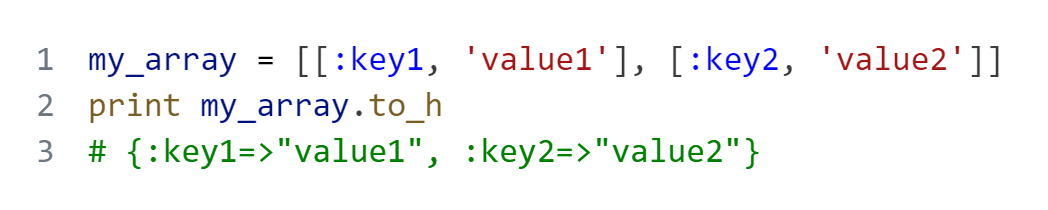 1 my_array = [[:key1, 'value1'], [:key2, 'value2']]
2 print my_array.to_h
3 # {:key1=>"value1", :key2=>"value2"}